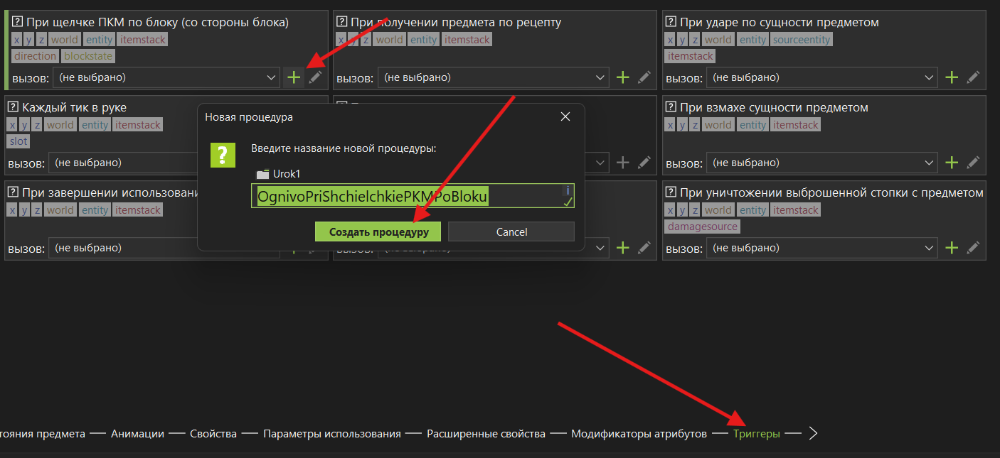 При щелчке ПКМ по блоку (со стороны блока)
x y z world entity itemstack
direction blockstate
вызов: (не выбрано)
При получении предмета по рецепту
x y z world entity itemstack
вызов: (не выбрано)
При ударе по сущности предметом
x y z world entity sourceentity
itemstack
вызов: (не выбрано)
Каждый тик в руке
x y z world entity itemstack
slot
вызов: (не выбрано)
При взмахе сущности предметом
x y z world entity itemstack
вызов: (не выбрано)
Новая процедура
Введите название новой процедуры:
Urok1
OgnivoPriShchielchkiePKMPoBloku
Создать процедуру
Cancel
При завершении использовани
x y z world entity itemstack
вызов: (не выбрано)
вызов: (не выбрано)
При уничтожении выброшенной стопки с предметом
x y z world entity itemstack
damagesource
вызов: (не выбрано)
тояния предмета — Анимации — Свойства — Параметры использования — Расширенные свойства — Модификаторы атрибутов — Триггеры —